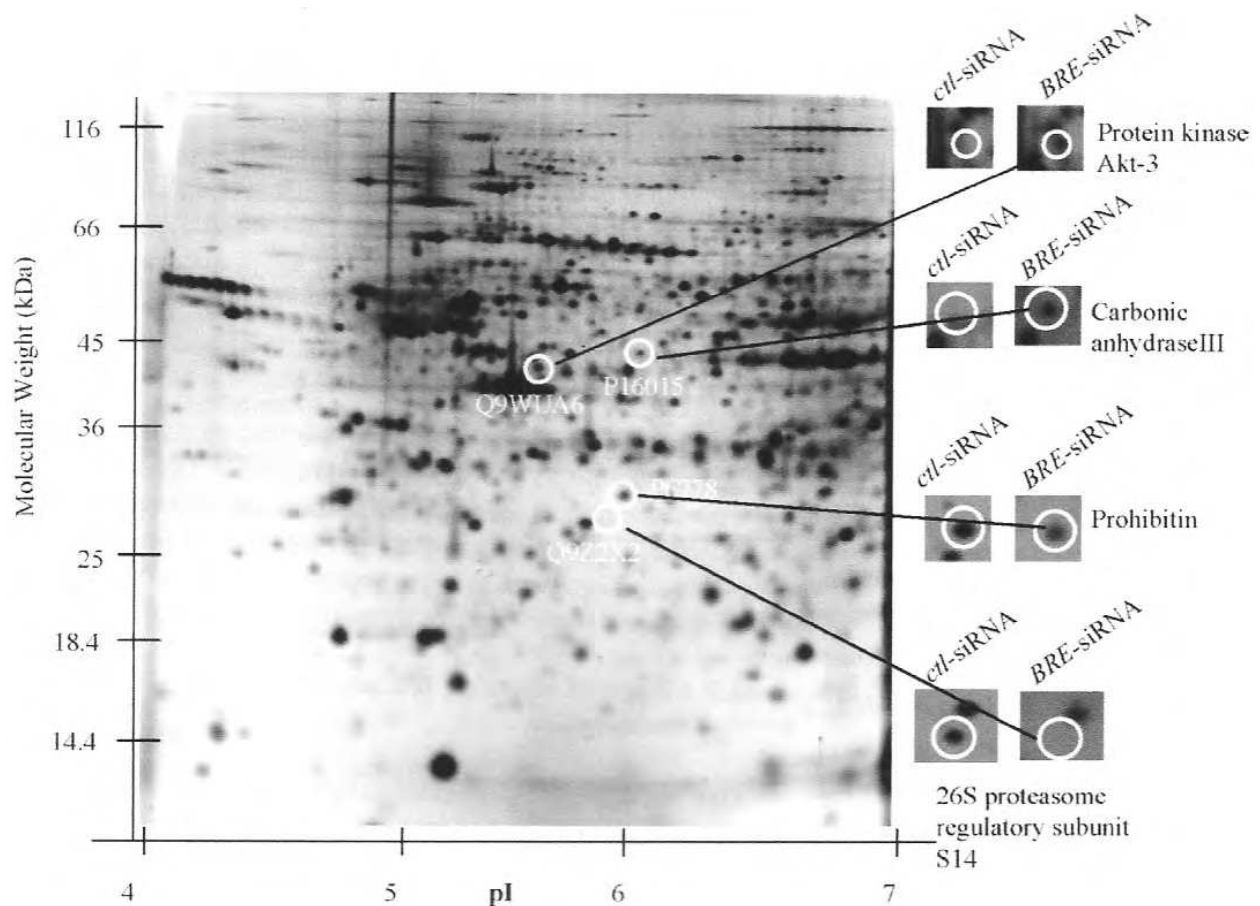 ctl-siRNA
BRE-siRNA
Protein kinase
Akt-3
ctl-siRNA
BRE-siRNA
Carbonic
anhydraseIII
ctl-siRNA
BRE-siRNA
Prohibitin
ctl-siRNA
BRE-siRNA
26S proteasome
regulatory subunit
S14
Molecular Weight (kDa)
116
66
45
36
25
18.4
14.4
Q9WUA6
P16015
Q9Z2X2
4
5
pI
6
7